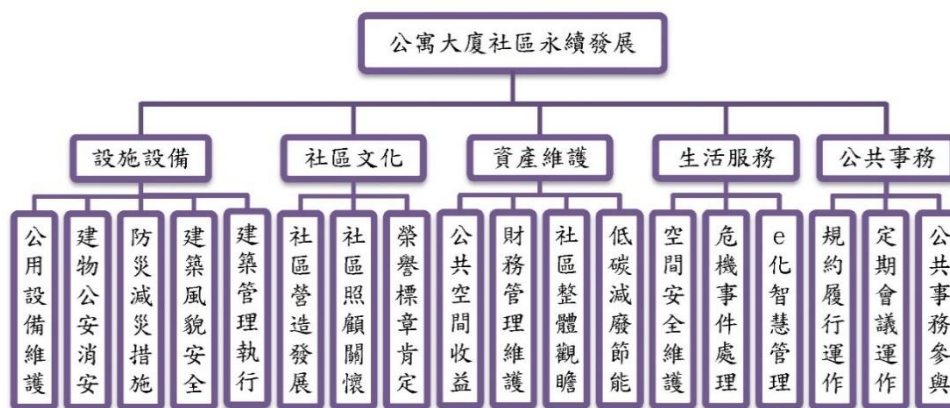 公寓大廈社區永續發展
設施設備
社區文化
資產維護
生活服務
公共事務
公用設備維護
建物公安消安
防災減災措施
建築風貌安全
建築管理執行
社區營造發展
社區照顧關懷
榮譽標章肯定
公共空間收益
財務管理維護
社區整體觀瞻
低碳減廢節能
空間安全維護
危機事件處理
e化智慧管理
規約履行運作
定期會議運作
公共事務參與